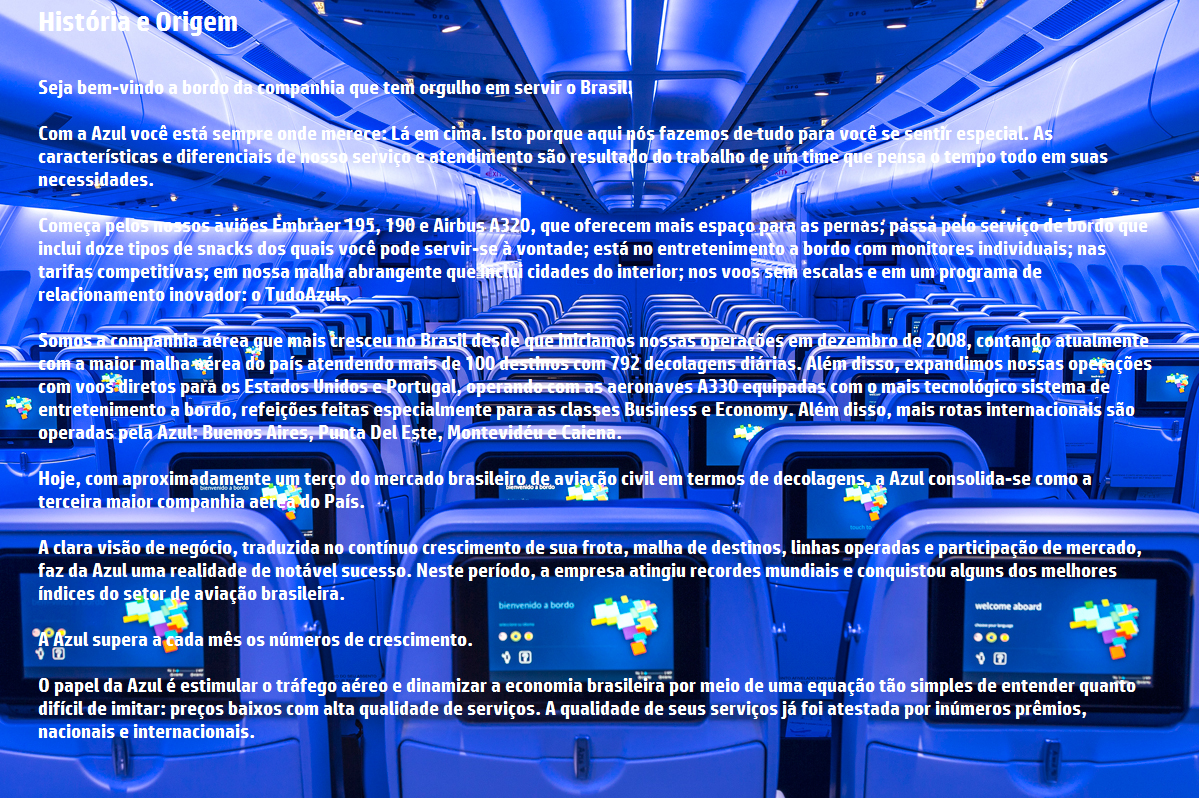 História e Origem
Seja bem-vindo a bordo da companhia que tem orgulho em servir o Brasil!
Com a Azul você está sempre onde merece: Lá em cima. Isto porque aqui nós fazemos de tudo para você se sentir especial. As
características e diferenciais de nosso serviço e atendimento são resultado do trabalho de um time que pensa o tempo todo em suas
necessidades.
Começa pelos nossos aviões Embraer 195, 190 e Airbus A320, que oferecem mais espaço para as pernas; passa pelo serviço de bordo que
inclui doze tipos de snacks dos quais você pode servir-se à vontade; está no entretenimento a bordo com monitores individuais; nas
tarifas competitivas; em nossa malha abrangente que inclui cidades do interior; nos voos sem escalas e em um programa de
relacionamento inovador: o TudoAzul.
Somos a companhia aérea que mais cresceu no Brasil desde que iniciamos nossas operações em dezembro de 2008, contando atualmente
com a maior malha aérea do país atendendo mais de 100 destinos com 792 decolagens diárias. Além disso, expandimos nossas operações
com voos diretos para os Estados Unidos e Portugal, operando com as aeronaves A330 equipadas com o mais tecnológico sistema de
entretenimento a bordo, refeições feitas especialmente para as classes Business e Economy. Além disso, mais rotas internacionais são
operadas pela Azul: Buenos Aires, Punta Del Este, Montevidéu e Caiena.
Hoje, com aproximadamente um terço do mercado brasileiro de aviação civil em termos de decolagens, a Azul consolida-se como a
terceira maior companhia aérea do País.
A clara visão de negócio, traduzida no contínuo crescimento de sua frota, malha de destinos, linhas operadas e participação de mercado,
faz da Azul uma realidade de notável sucesso. Neste período, a empresa atingiu recordes mundiais e conquistou alguns dos melhores
índices do setor de aviação brasileira.
A Azul supera a cada mês os números de crescimento.
O papel da Azul é estimular o tráfego aéreo e dinamizar a economia brasileira por meio de uma equação tão simples de entender quanto
difícil de imitar: preços baixos com alta qualidade de serviços. A qualidade de seus serviços já foi atestada por inúmeros prêmios,
nacionais e internacionais.
bienvenido a bordo
bienvenido a bordo
bienvenido a bordo
welcome aboard
choose your language